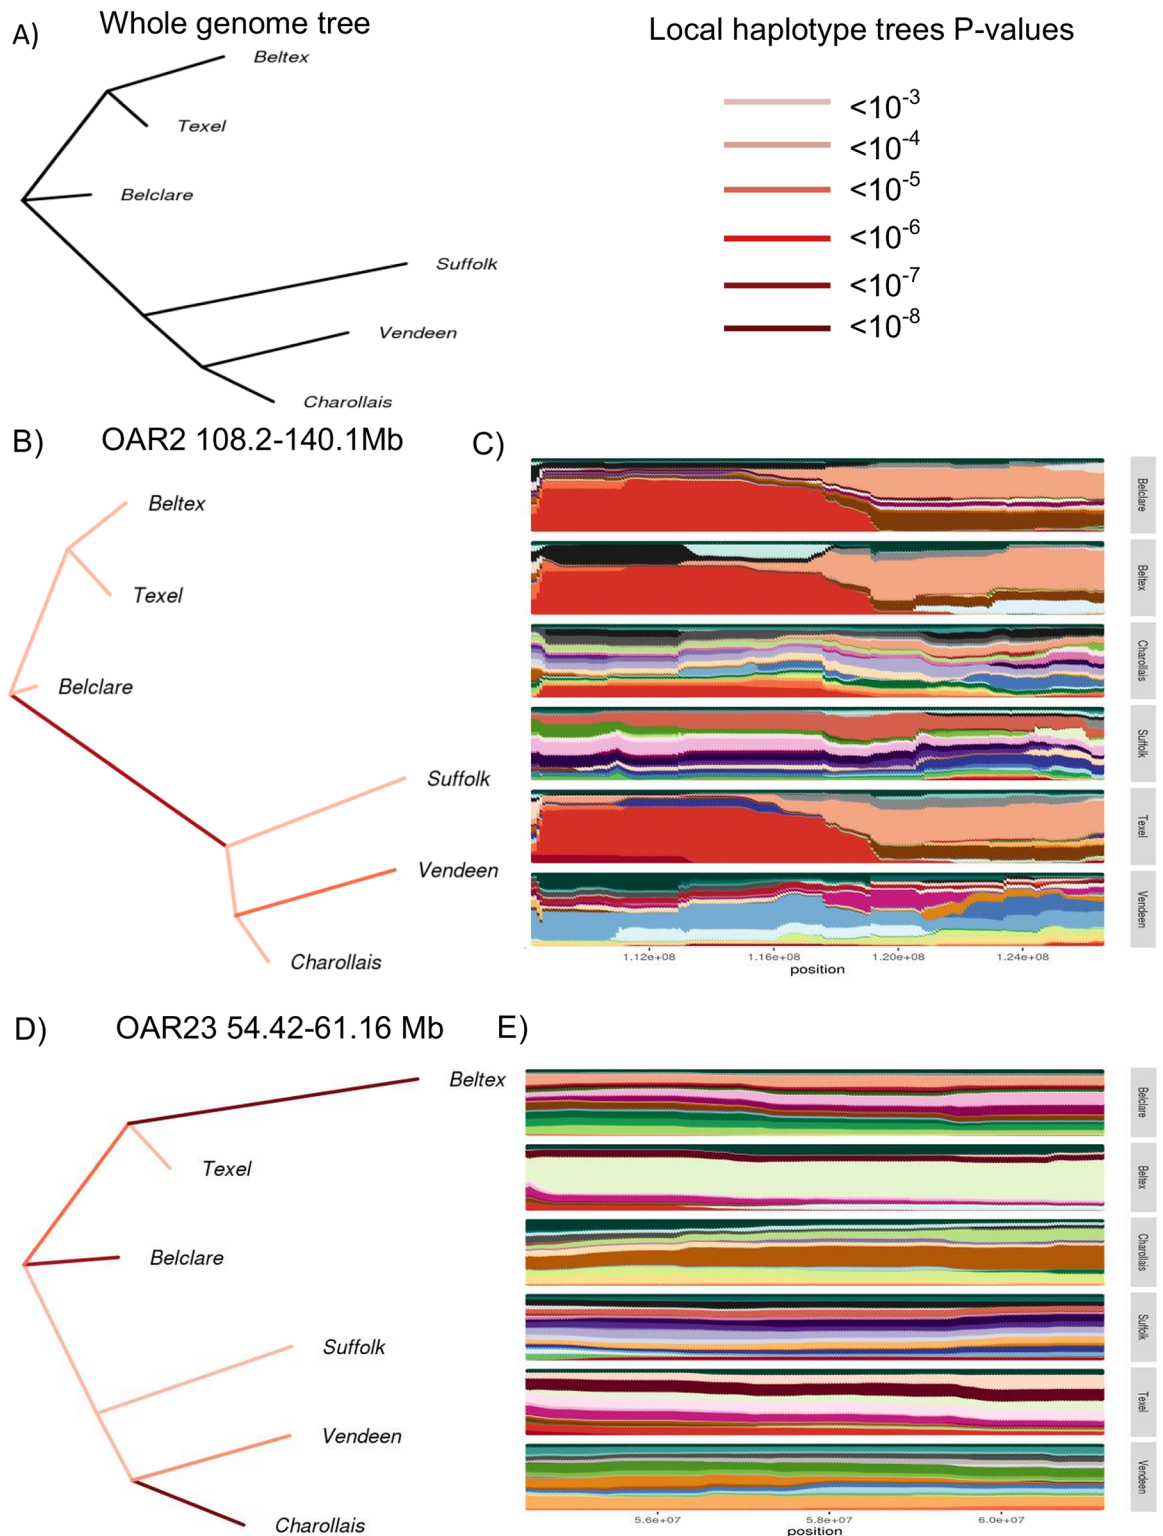 A)
Whole genome tree
Beltex
Texel
Belclare
Suffolk
Vendeen
Charollais
Local haplotype trees P-values
<10-3
<10-4
<10-5
<10-6
<10-7
<10-8
B)
OAR2 108.2-140.1Mb
Beltex
Texel
Belclare
Suffolk
Vendeen
Charollais
C)
Belclare
Beltex
Charollais
Suffolk
Texel
Vendeen
1.12e+08 1.16e+08 1.20e+08 1.24e+08
position
D)
OAR23 54.42-61.16 Mb
Beltex
Texel
Belclare
Suffolk
Vendeen
Charollais
E)
Belclare
Beltex
Charollais
Suffolk
Texel
Vendeen
5.6e+07 5.8e+07 6.0e+07
position